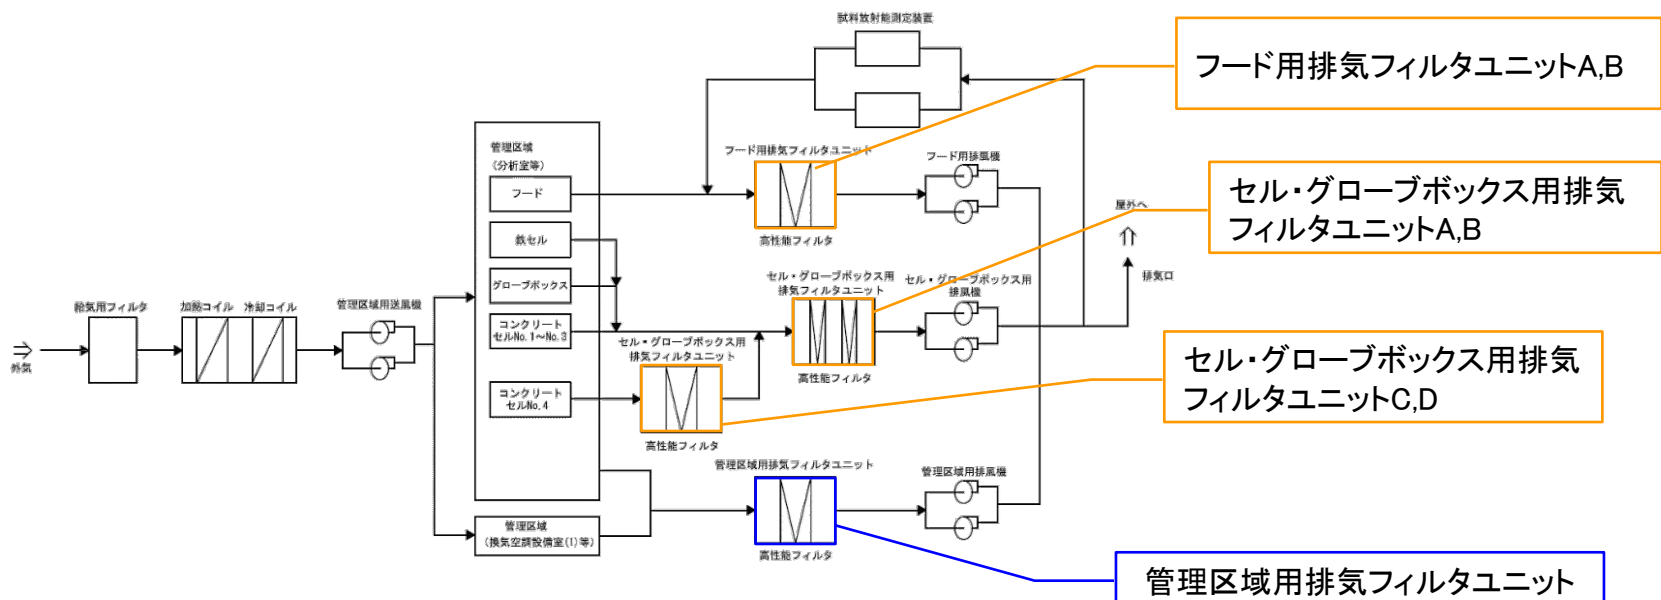 試料放射能測定装置
フード用排気フィルタユニットA,B
管理区域
(分析室等)
フード用排気フィルタユニット
フード用排風機
フード
高性能フィルタ
セル・グローブボックス用排気
フィルタユニットA,B
屋外へ
鉄セル
排気口
グローブボックス
セル・グローブボックス用
排気フィルタユニット
セル・グローブボックス用
排風機
給気用フィルタ
加熱コイル
冷却コイル
管理区域用送風機
コンクリート
セルNo.1～No.3
外気
セル・グローブボックス用
排気フィルタユニット
高性能フィルタ
セル・グローブボックス用排気
フィルタユニットC,D
コンクリート
セルNo.4
高性能フィルタ
管理区域用排気フィルタユニット
管理区域用排風機
管理区域
(換気空調設備室(1)等)
高性能フィルタ
管理区域用排気フィルタユニット